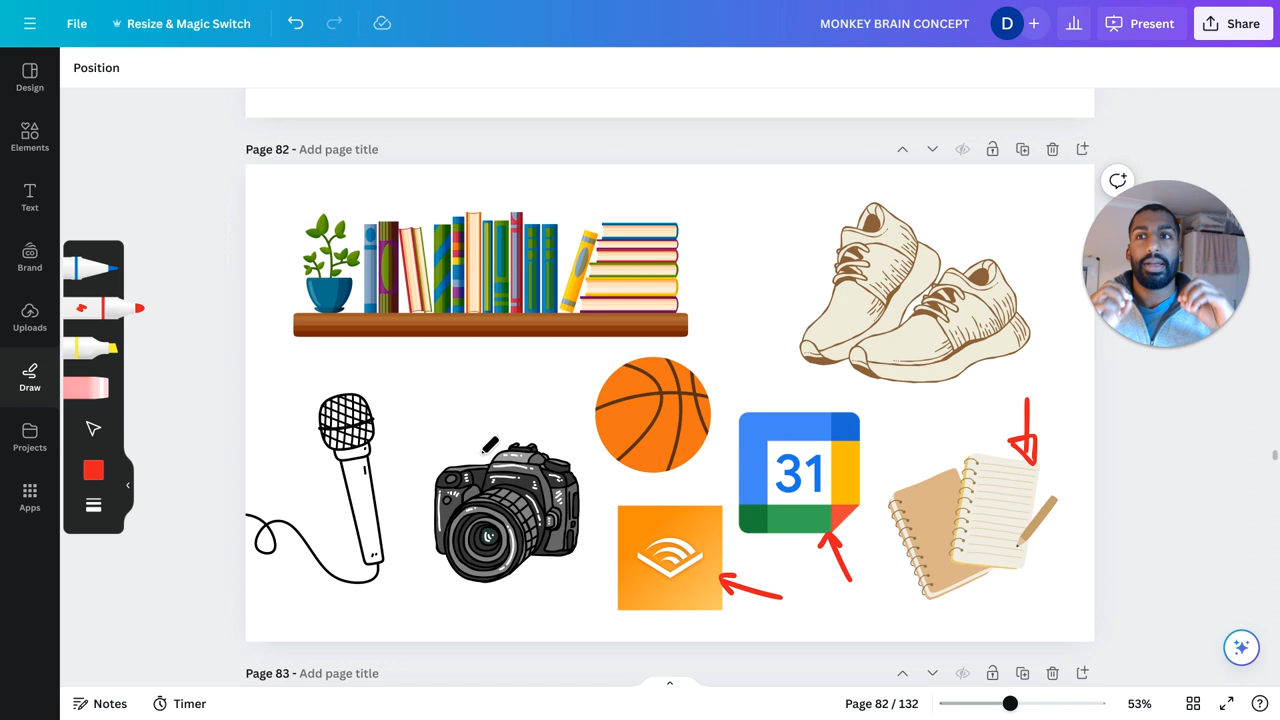 File
Resize & Magic Switch
MONKEY BRAIN CONCEPT
D
Present
Share
Design
Elements
Text
Brand
Uploads
Draw
Projects
Apps
Position
Page 82 - Add page title
31
Page 83 - Add page title
Notes
Timer
Page 82 / 132
53%